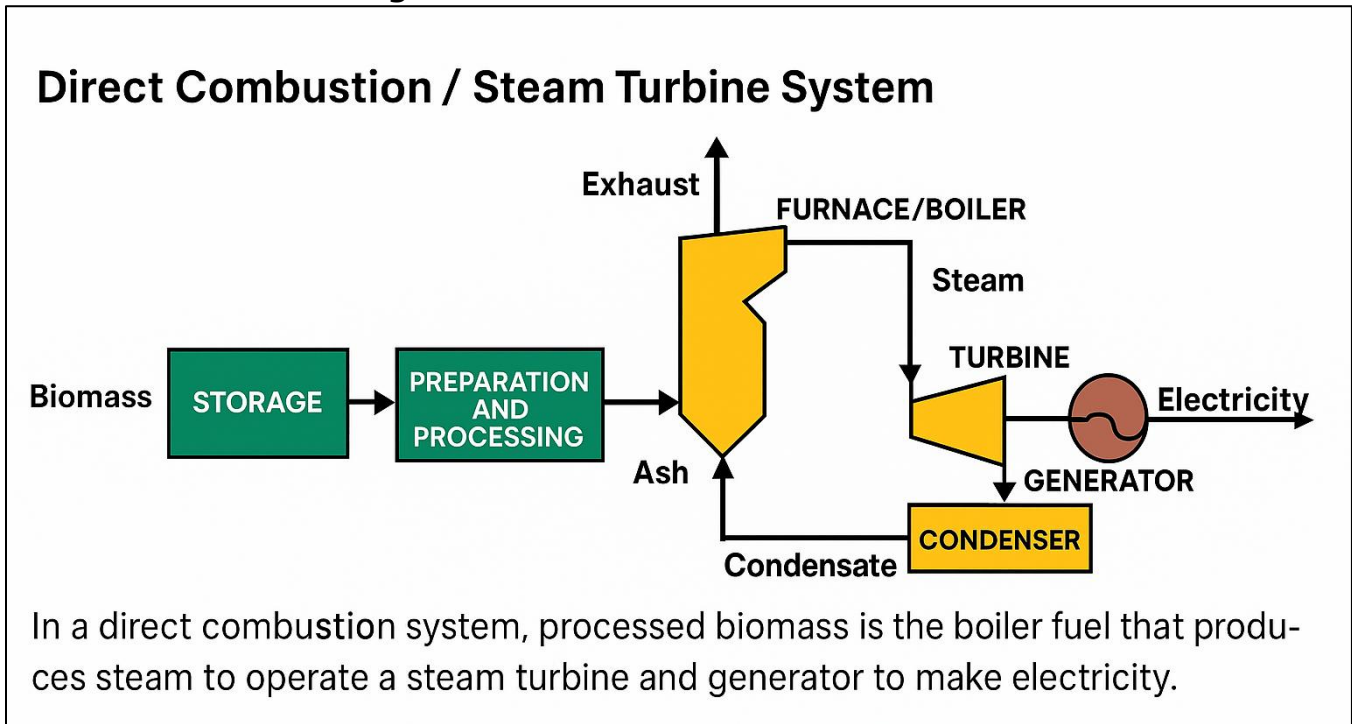 Direct Combustion / Steam Turbine System
Exhaust
FURNACE/BOILER
Steam
TURBINE
Biomass
STORAGE
PREPARATION
AND
PROCESSING
Electricity
Ash
GENERATOR
CONDENSER
Condensate
In a direct combustion system, processed biomass is the boiler fuel that produ-
ces steam to operate a steam turbine and generator to make electricity.